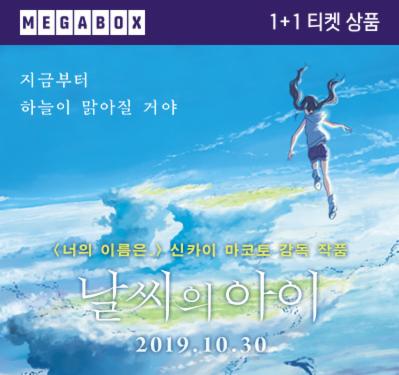 MEGABOX
1+1 티켓 상품
지금부터
하늘이 맑아질 거야
<너의 이름은.> 신카이 마코토 감독 작품
날씨의 아이
2019.10.30